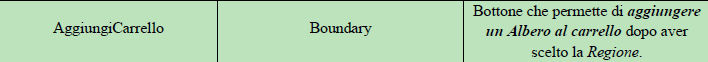 AggiungiCarrello
Boundary
Bottone che permette di aggiungere
un Albero al carrello dopo aver
scelto la Regione.